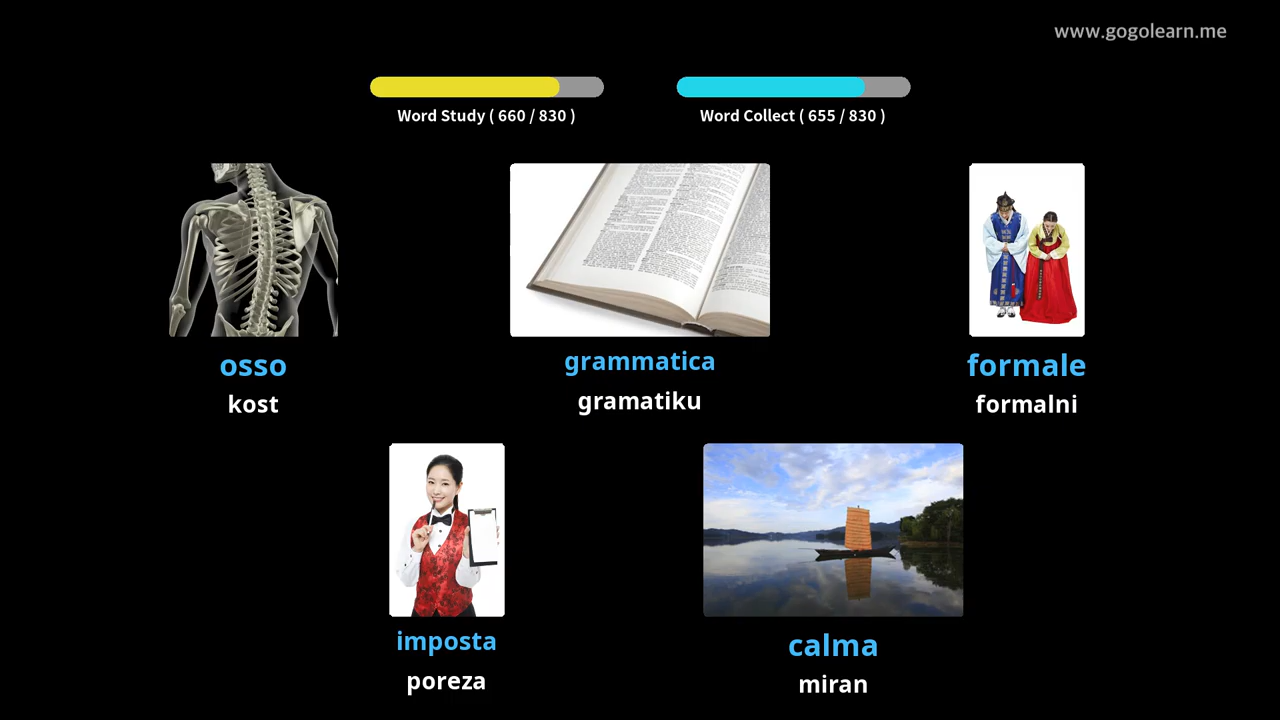 www.gogolearn.me
Word Study ( 660 / 830 )
Word Collect ( 655 / 830 )
osso
kost
grammatica
gramatiku
formale
formalni
imposta
poreza
calma
miran